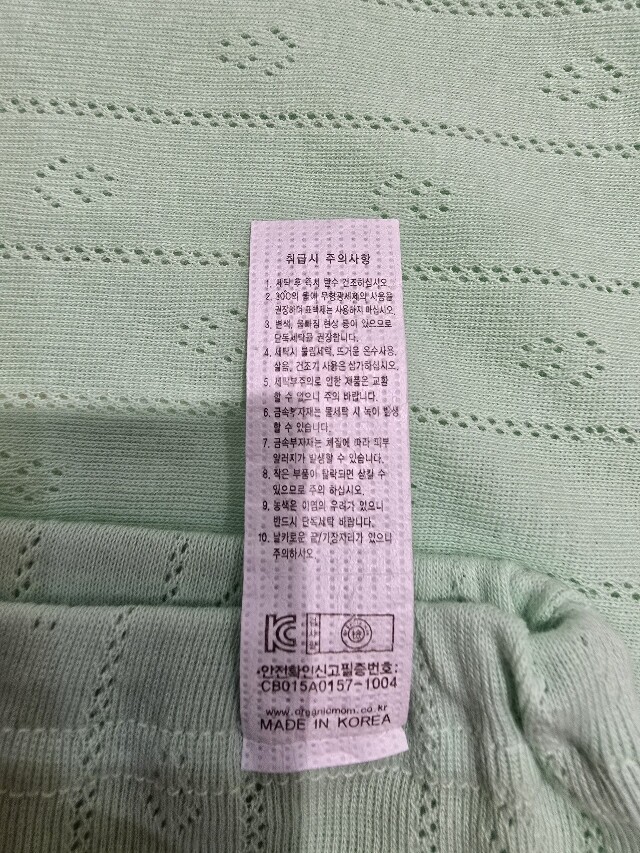 취급시 주의사항
1. 세탁 후 즉시 탈수 건조하십시오
2. 30℃의 물에 무형광세제의 사용을
권장하며 표백제는 사용하지 마십시오.
3. 변색, 물빠짐 현상 등이 있으므로
단독세탁을 권장합니다.
4. 세탁시 불림세탁, 뜨거운 온수사용,
삶음, 건조기 사용은 삼가하십시오.
5. 세탁부주의로 인한 제품은 교환
할 수 없으니 주의 바랍니다.
6. 금속부자재는 물세탁 시 녹이 발생
할 수 있습니다.
7. 금속부자재는 체질에 따라 피부
알러지가 발생할 수 있습니다.
8. 작은 부품이 탈락되면 삼킬 수
있으므로 주의 하십시오.
9. 농색은 이염의 우려가 있으니
반드시 단독세탁 바랍니다.
10. 날카로운 끝/가장자리가 있으니
주의하시오
KC
안전확인신고필증번호:
CB015A0157-1004
www.organicmom.co.kr
MADE IN KOREA